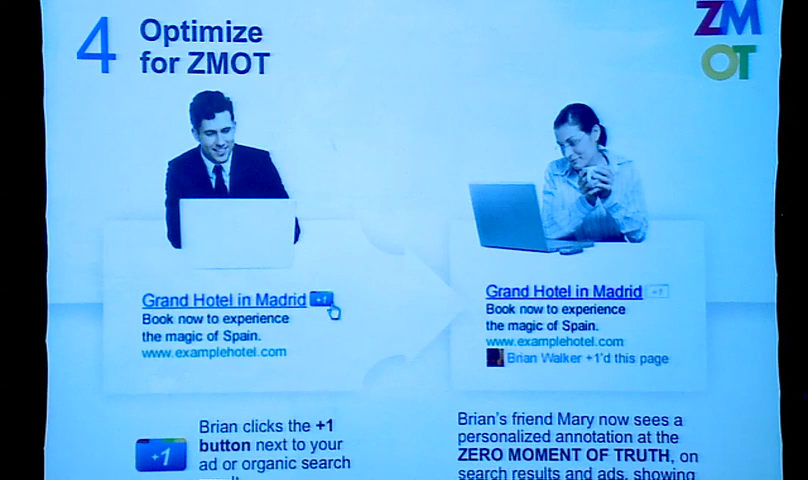 4 Optimize
for ZMOT
ZM
OT
Grand Hotel in Madrid +1
Book now to experience
the magic of Spain.
www.examplehotel.com
Grand Hotel in Madrid +1
Book now to experience
the magic of Spain.
www.examplehotel.com
Brian Walker +1'd this page
+1
Brian clicks the +1
button next to your
ad or organic search
Brian's friend Mary now sees a
personalized annotation at the
ZERO MOMENT OF TRUTH, on
search results and ads, showing